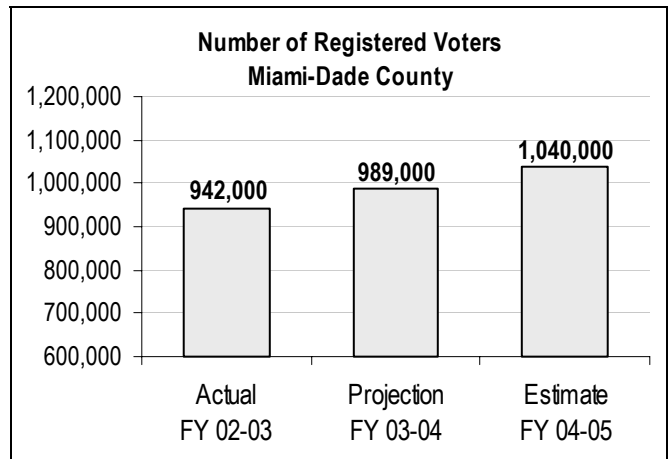 Number of Registered Voters
Miami-Dade County
1,200,000
1,100,000
1,000,000
900,000
800,000
700,000
600,000
942,000
989,000
1,040,000
Actual
FY 02-03
Projection
FY 03-04
Estimate
FY 04-05